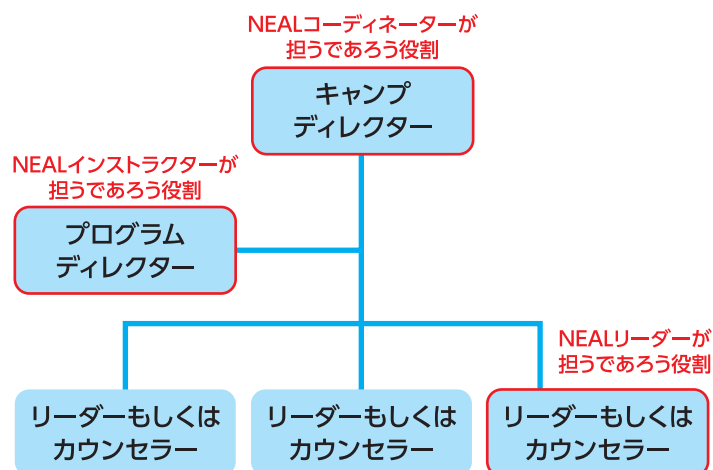 NEALコーディネーターが
担うであろう役割
キャンプ
ディレクター
NEALインストラクターが
担うであろう役割
プログラム
ディレクター
NEALリーダーが
担うであろう役割
リーダーもしくは
カウンセラー
リーダーもしくは
カウンセラー
リーダーもしくは
カウンセラー